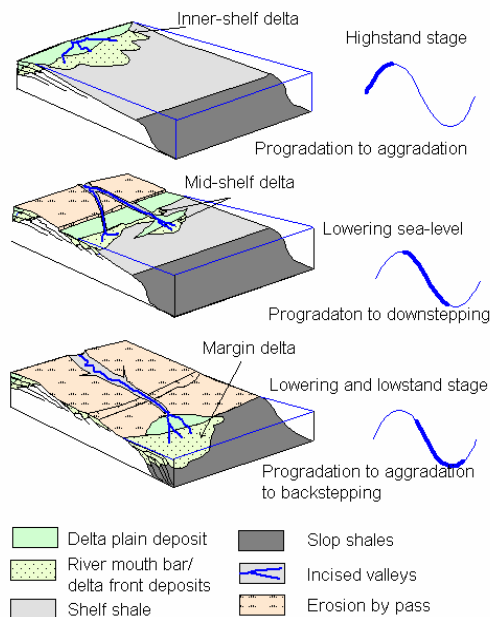 Inner-shelf delta
Highstand stage
Progradation to aggradation
Mid-shelf delta
Lowering sea-level
Progradaton to downstepping
Margin delta
Lowering and lowstand stage
Progradation to aggradation
to backstepping
Delta plain deposit
River mouth bar/
delta front deposits
Shelf shale
Slop shales
Incised valleys
Erosion by pass